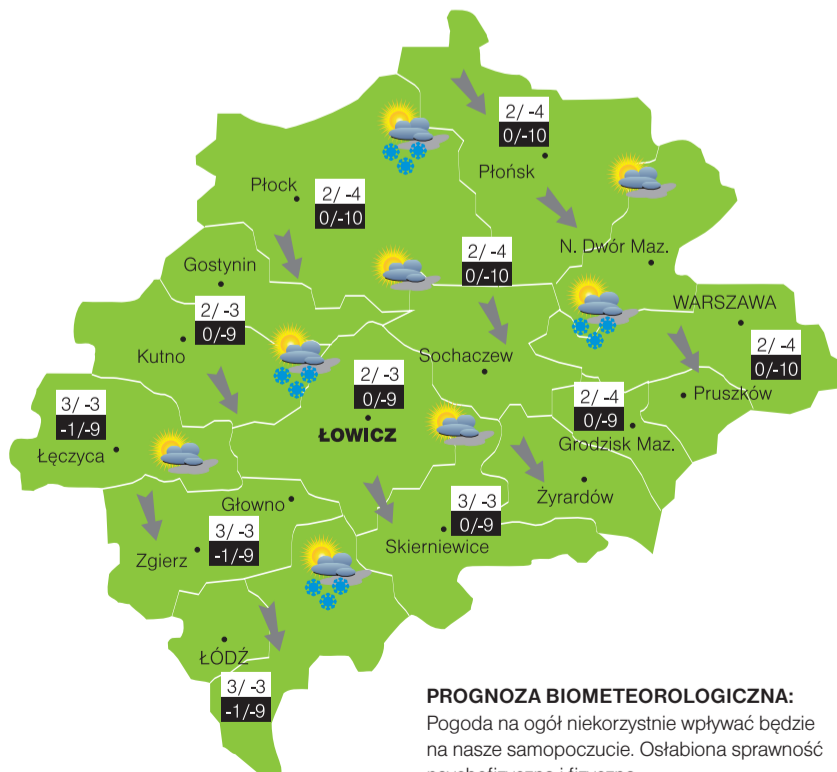 2/ -4
0/-10
Płońsk
Płock
2/ -4
0/-10
N. Dwór Maz.
2/ -4
0/-10
Gostynin
2/ -3
0/-9
Kutno
WARSZAWA
2/ -4
0/-10
Sochaczew
Pruszków
2/ -3
0/-9
ŁOWICZ
2/ -4
0/-9
Grodzisk Maz.
3/ -3
-1/-9
Łęczyca
Żyrardów
Głowno
3/ -3
-1/-9
Zgierz
3/ -3
0/-9
Skierniewice
ŁÓDŹ
3/ -3
-1/-9
PROGNOZA BIOMETEOROLOGICZNA:
Pogoda na ogół niekorzystnie wpływać będzie
na nasze samopoczucie. Osłabiona sprawność
psychofizyczna i fizyczna